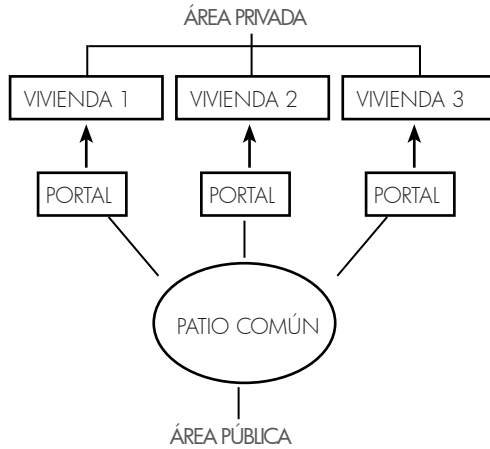 ÁREA PRIVADA
VIVIENDA 1
VIVIENDA 2
VIVIENDA 3
PORTAL
PORTAL
PORTAL
PATIO COMÚN
ÁREA PÚBLICA